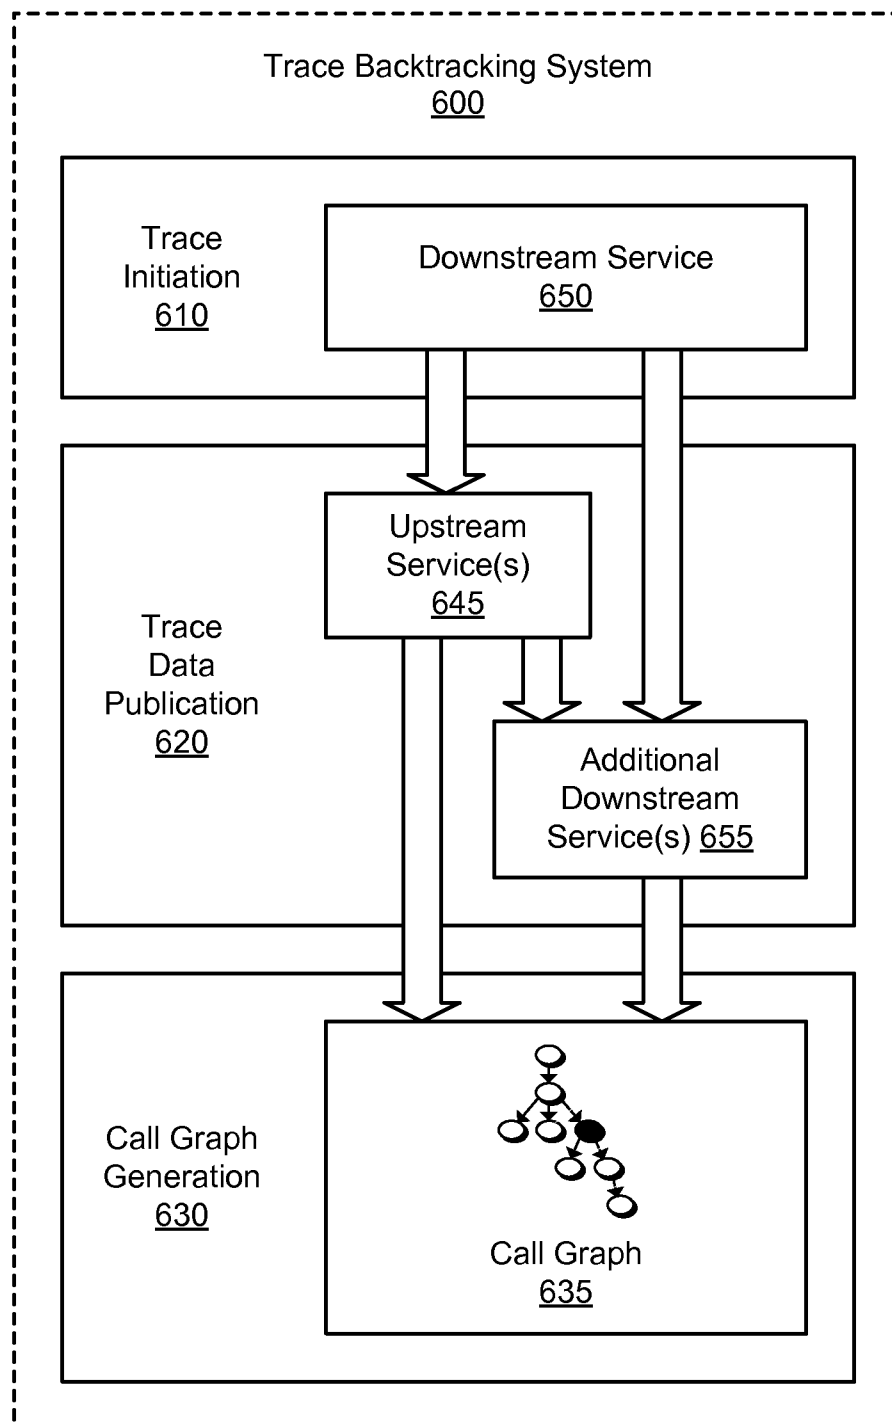 Trace Backtracking System
600
Trace
Initiation
610
Downstream Service
650
Upstream
Service(s)
645
Trace
Data
Publication
620
Additional
Downstream
Service(s) 655
Call Graph
Generation
630
Call Graph
635